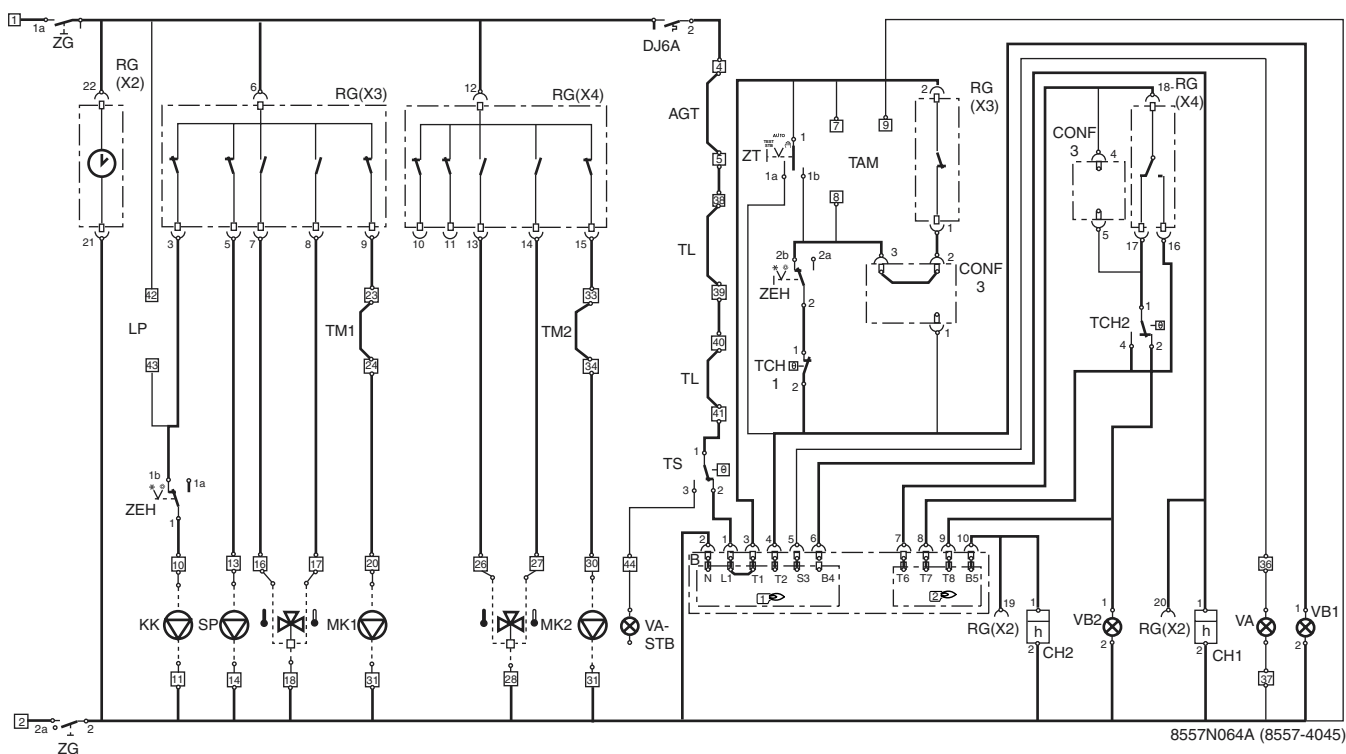 1
1a
ZG
DJ6A
2
22
RG
(X2)
6
RG(X3)
12
RG(X4)
4
AGT
5
38
TL
39
40
TL
41
TS
1
3
2
AUTO
TEST
STB
ZT
1
1a
1b
7
TAM
8
9
2
RG
(X3)
1
3
2
CONF
3
1
2b
2a
ZEH
2
1
TCH
1
2
CONF
3
4
5
18-RG
(X4)
17
16
1
TCH2
4
2
21
3
5
7
8
9
10
11
13
14
15
42
LP
43
23
TM1
24
33
TM2
34
1b
1a
ZEH
1
10
13
16
17
20
26
27
30
44
KK
SP
MK1
MK2
VA-
STB
11
14
18
31
28
31
B
2
1
3
4
5
6
N
L1
T1
T2
S3
B4
1
7
8
9
10
T6
T7
T8
B5
2
19
RG(X2)
1
h
2
CH2
VB2
1
2
20
RG(X2)
1
h
2
CH1
36
VA
37
1
VB1
2
2
2a
2
ZG
8557N064A (8557-4045)